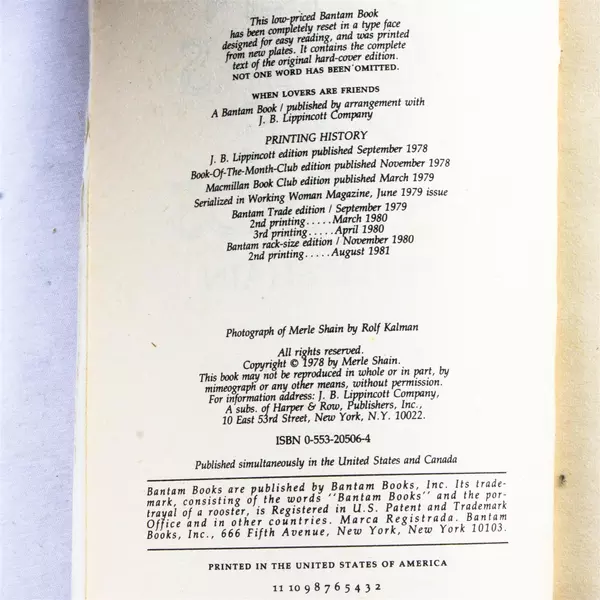 This low-priced Bantam Book
has been completely reset in a type face
designed for easy reading, and was printed
from new plates. It contains the complete
text of the original hard-cover edition.
NOT ONE WORD HAS BEEN OMITTED.
WHEN LOVERS ARE FRIENDS
A Bantam Book / published by arrangement with
J. B. Lippincott Company
PRINTING HISTORY
J. B. Lippincott edition published September 1978
Book-Of-The-Month-Club edition published November 1978
Macmillan Book Club edition published March 1979
Serialized in Working Woman Magazine, June 1979 issue
Bantam Trade edition / September 1979
2nd printing.....March 1980
3rd printing.....April 1980
Bantam rack-size edition / November 1980
2nd printing.....August 1981
Photograph of Merle Shain by Rolf Kalman
All rights reserved.
Copyright © 1978 by Merle Shain.
This book may not be reproduced in whole or in part, by
mimeograph or any other means, without permission.
For information address: J. B. Lippincott Company,
A subs. of Harper & Row, Publishers, Inc.,
10 East 53rd Street, New York, N.Y. 10022.
ISBN 0-553-20506-4
Published simultaneously in the United States and Canada
Bantam Books are published by Bantam Books, Inc. Its trade-
mark, consisting of the words "Bantam Books" and the por-
trayal of a rooster, is Registered in U.S. Patent and Trademark
Office and in other countries. Marca Registrada. Bantam
Books, Inc., 666 Fifth Avenue, New York, New York 10103.
PRINTED IN THE UNITED STATES OF AMERICA
11 10 9 8 7 6 5 4 3 2